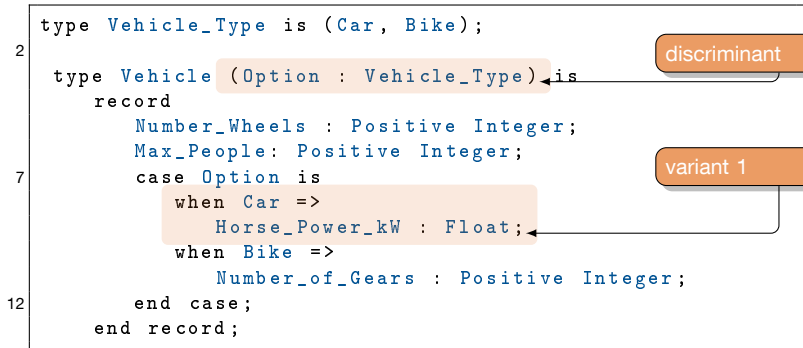 type Vehicle_Type is (Car, Bike);
2
type Vehicle (Option : Vehicle_Type) is
discriminant
record
Number_Wheels : Positive Integer;
Max_People: Positive Integer;
7
case Option is
variant 1
when Car =>
Horse_Power_kW : Float;
when Bike =>
Number_of_Gears : Positive Integer;
12
end case;
end record;